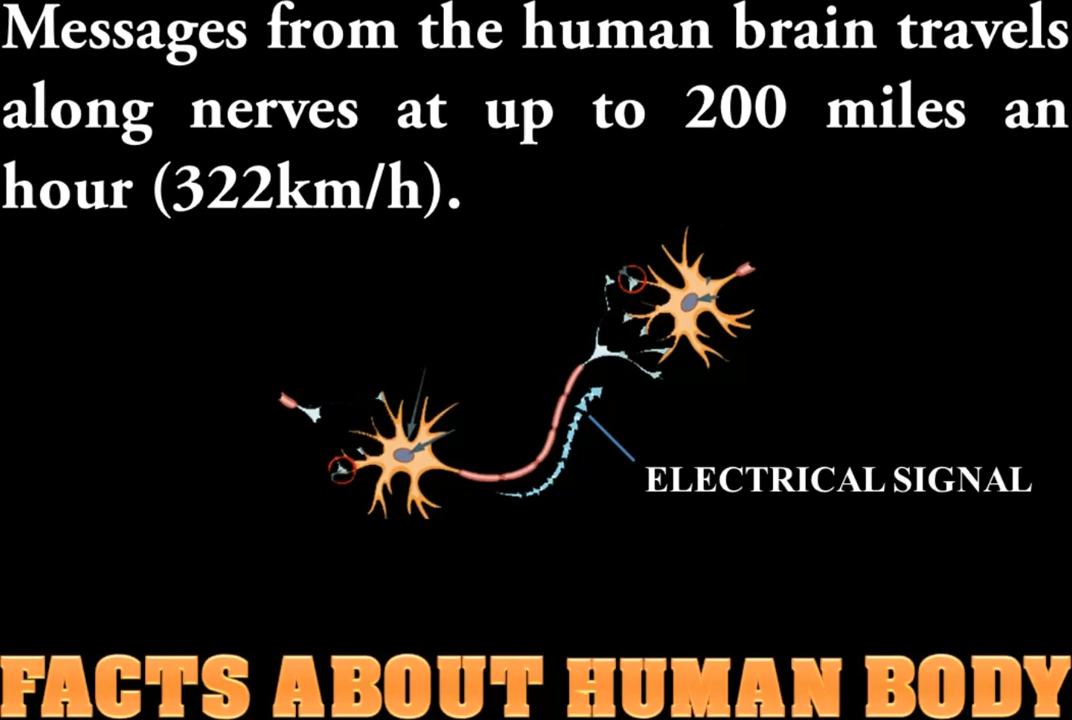 Messages from the human brain travels
along nerves at up to 200 miles an
hour (322km/h).
ELECTRICAL SIGNAL
FACTS ABOUT HUMAN BODY